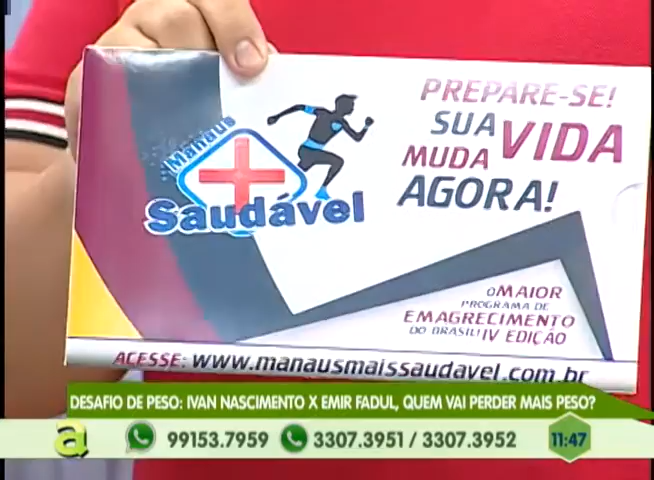 PREPARE-SE!
SUA VIDA
MUDA
AGORA!
Manaus
Saudável
O MAIOR
PROGRAMA DE
EMAGRECIMENTO
DO BRASIL! IV EDIÇÃO
ACESSE: www.manausmaissaudavel.com.br
DESAFIO DE PESO: IVAN NASCIMENTO X EMIR FADUL, QUEM VAI PERDER MAIS PESO?
a 99153.7959 3307.3951 / 3307.3952 11:47